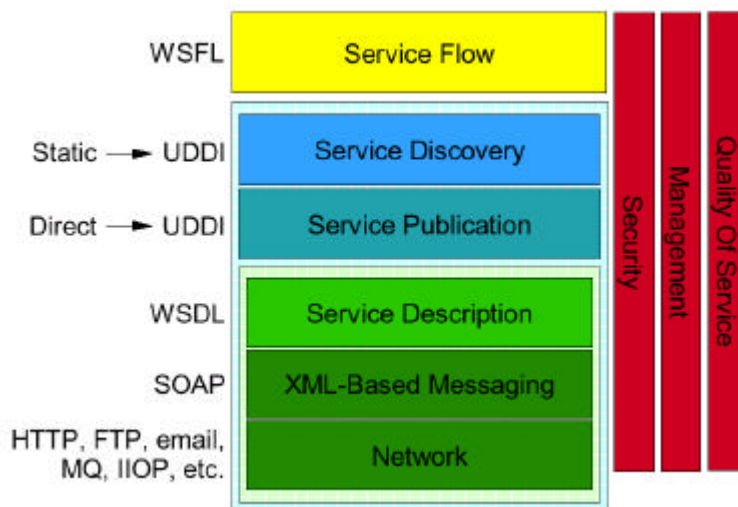 WSFL
Service Flow
Static → UDDI
Service Discovery
Direct → UDDI
Service Publication
WSDL
Service Description
SOAP
XML-Based Messaging
HTTP, FTP, email,
MQ, IIOP, etc.
Network
Security
Management
Quality Of Service